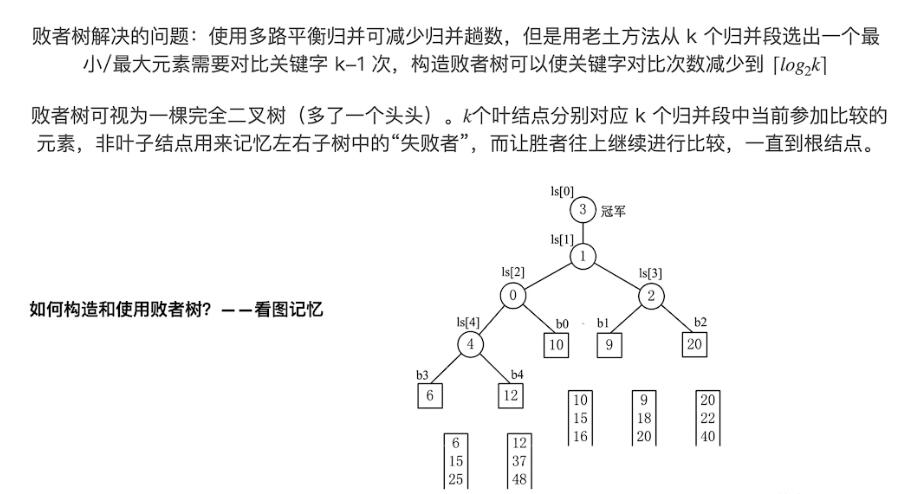 败者树解决的问题：使用多路平衡归并可减少归并趟数，但是用老土方法从 k 个归并段选出一个最
小/最大元素需要对比关键字 k–1 次，构造败者树可以使关键字对比次数减少到 ⌈log₂k⌉
败者树可视为一棵完全二叉树（多了一个头头）。k个叶结点分别对应 k 个归并段中当前参加比较的
元素，非叶子结点用来记忆左右子树中的“失败者”，而让胜者往上继续进行比较，一直到根结点。
ls[0]
3 冠军
ls[1]
1
ls[2] ls[3]
0 2
如何构造和使用败者树？——看图记忆
ls[4] b0 b1 b2
4 10 9 20
b3 b4
6 12
10 9 20
15 18 22
16 20 40
6 12
15 37
25 48